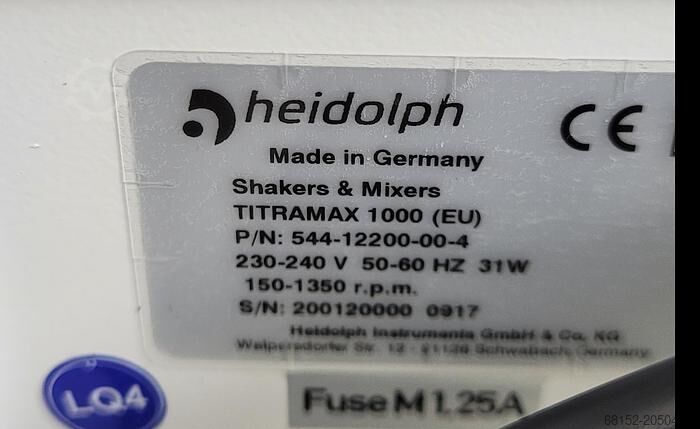 heidolph
CE
Made in Germany
Shakers & Mixers
TITRAMAX 1000 (EU)
P/N: 544-12200-00-4
230-240 V 50-60 HZ 31W
150-1350 r.p.m.
S/N: 200120000 0917
Heidolph Instruments GmbH & Co. KG
Walpersdorfer Str. 12 - 91126 Schwabach, Germany
LQ4
Fuse M 1.25A